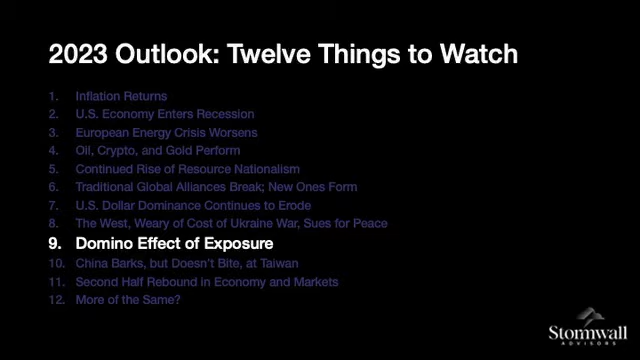 2023 Outlook: Twelve Things to Watch
1. Inflation Returns
2. U.S. Economy Enters Recession
3. European Energy Crisis Worsens
4. Oil, Crypto, and Gold Perform
5. Continued Rise of Resource Nationalism
6. Traditional Global Alliances Break; New Ones Form
7. U.S. Dollar Dominance Continues to Erode
8. The West, Weary of Cost of Ukraine War, Sues for Peace
9. Domino Effect of Exposure
10. China Barks, but Doesn't Bite, at Taiwan
11. Second Half Rebound in Economy and Markets
12. More of the Same?
Stormwall
ADVISORS